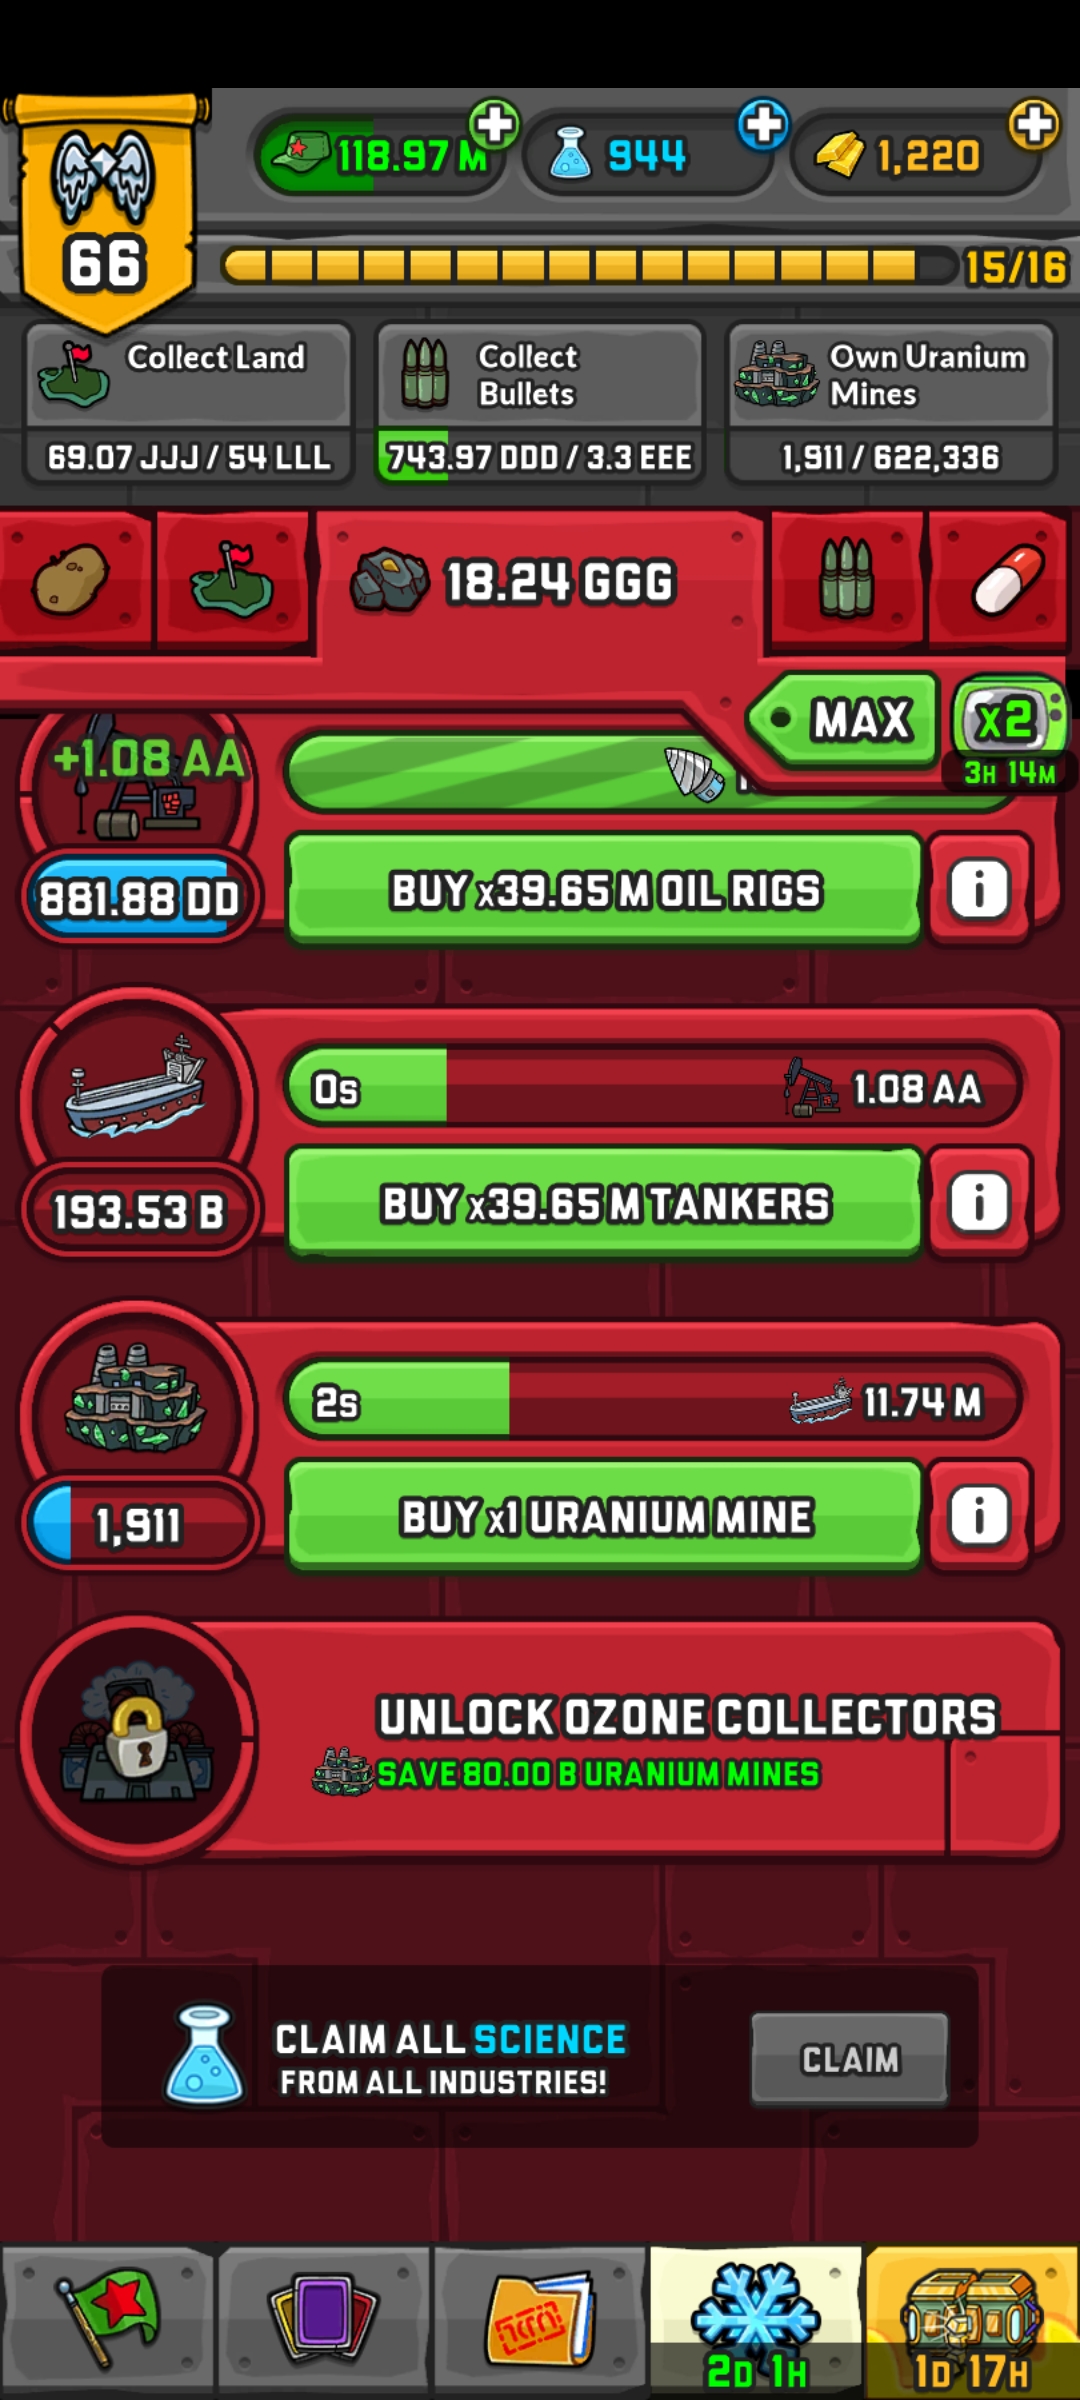 118.97 M
944
1,220
66
15/16
Collect Land
69.07 JJJ / 54 LLL
Collect
Bullets
743.97 DDD / 3.3 EEE
Own Uranium
Mines
1,911 / 622,336
18.24 GGG
MAX
x2
3H 14M
+1.08 AA
881.88 DD
BUY x39.65 M OIL RIGS
i
0s
1.08 AA
193.53 B
BUY x39.65 M TANKERS
i
2s
11.74 M
1,911
BUY x1 URANIUM MINE
i
UNLOCK OZONE COLLECTORS
SAVE 80.00 B URANIUM MINES
CLAIM ALL SCIENCE
FROM ALL INDUSTRIES!
CLAIM
2D 1H
1D 17H